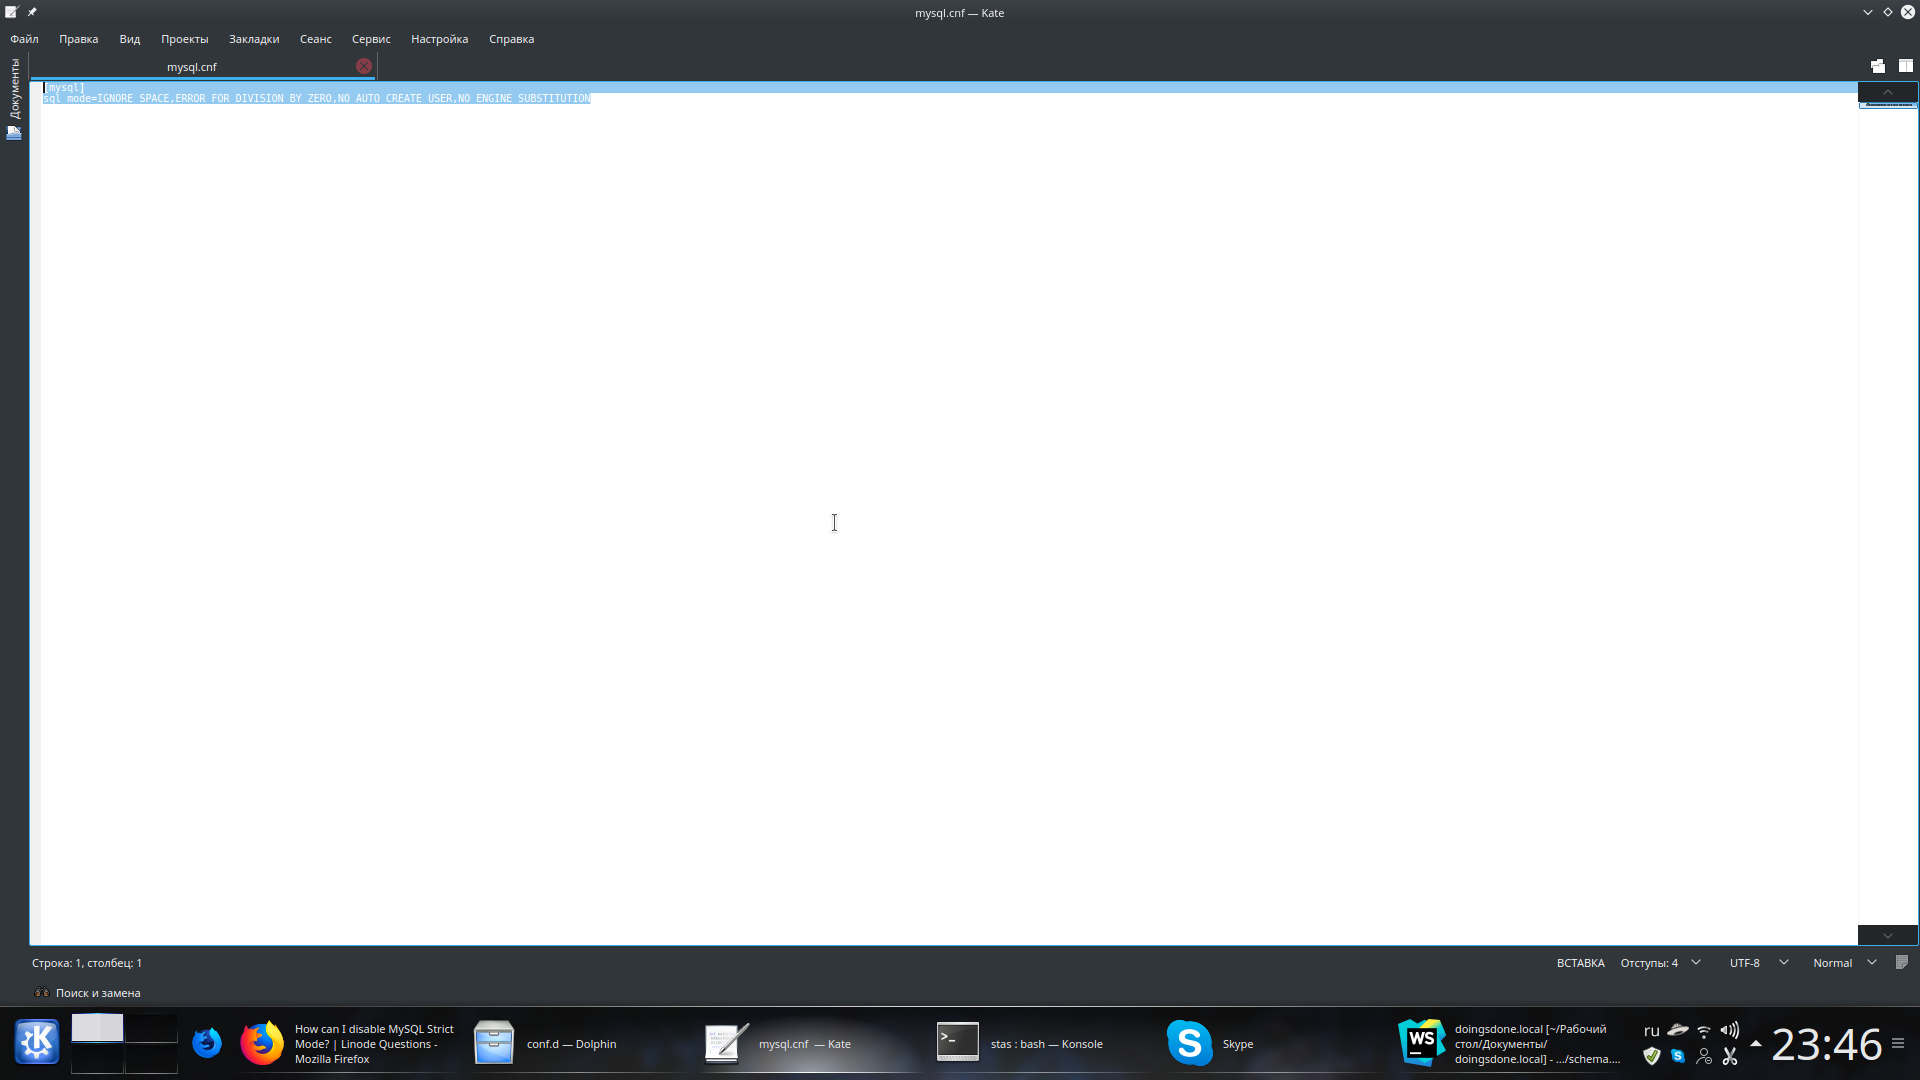 mysql.cnf — Kate
Файл Правка Вид Проекты Закладки Сеанс Сервис Настройка Справка
mysql.cnf
Документы
[mysql]
sql_mode=IGNORE_SPACE,ERROR_FOR_DIVISION_BY_ZERO,NO_AUTO_CREATE_USER,NO_ENGINE_SUBSTITUTION
Строка: 1, столбец: 1
ВСТАВКА Отступы: 4 UTF-8 Normal
Поиск и замена
How can I disable MySQL Strict
Mode? | Linode Questions -
Mozilla Firefox
conf.d — Dolphin
mysql.cnf — Kate
>_
stas : bash — Konsole
Skype
WS
doingsdone.local [~/Рабочий
стол/Документы/
doingsdone.local] - .../schema....
ru
23:46